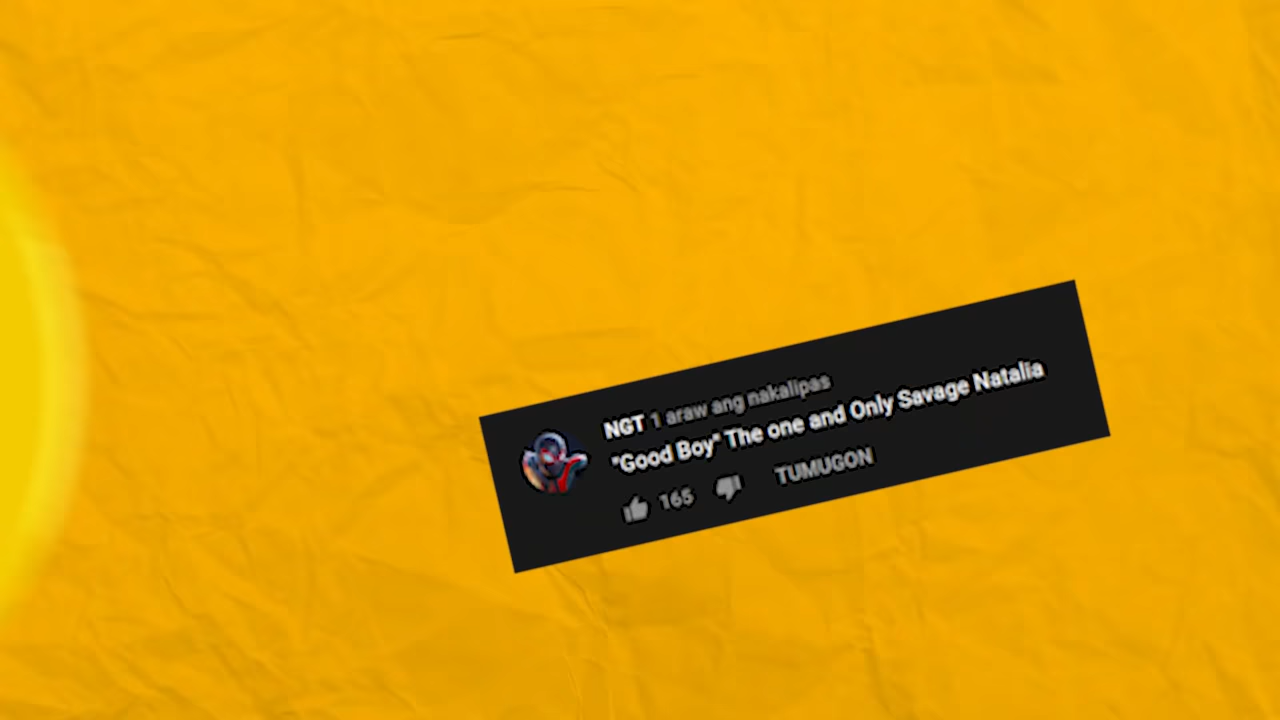 NGT 1 araw ang nakalipas
"Good Boy" The one and Only Savage Natalia
165 TUMUGON